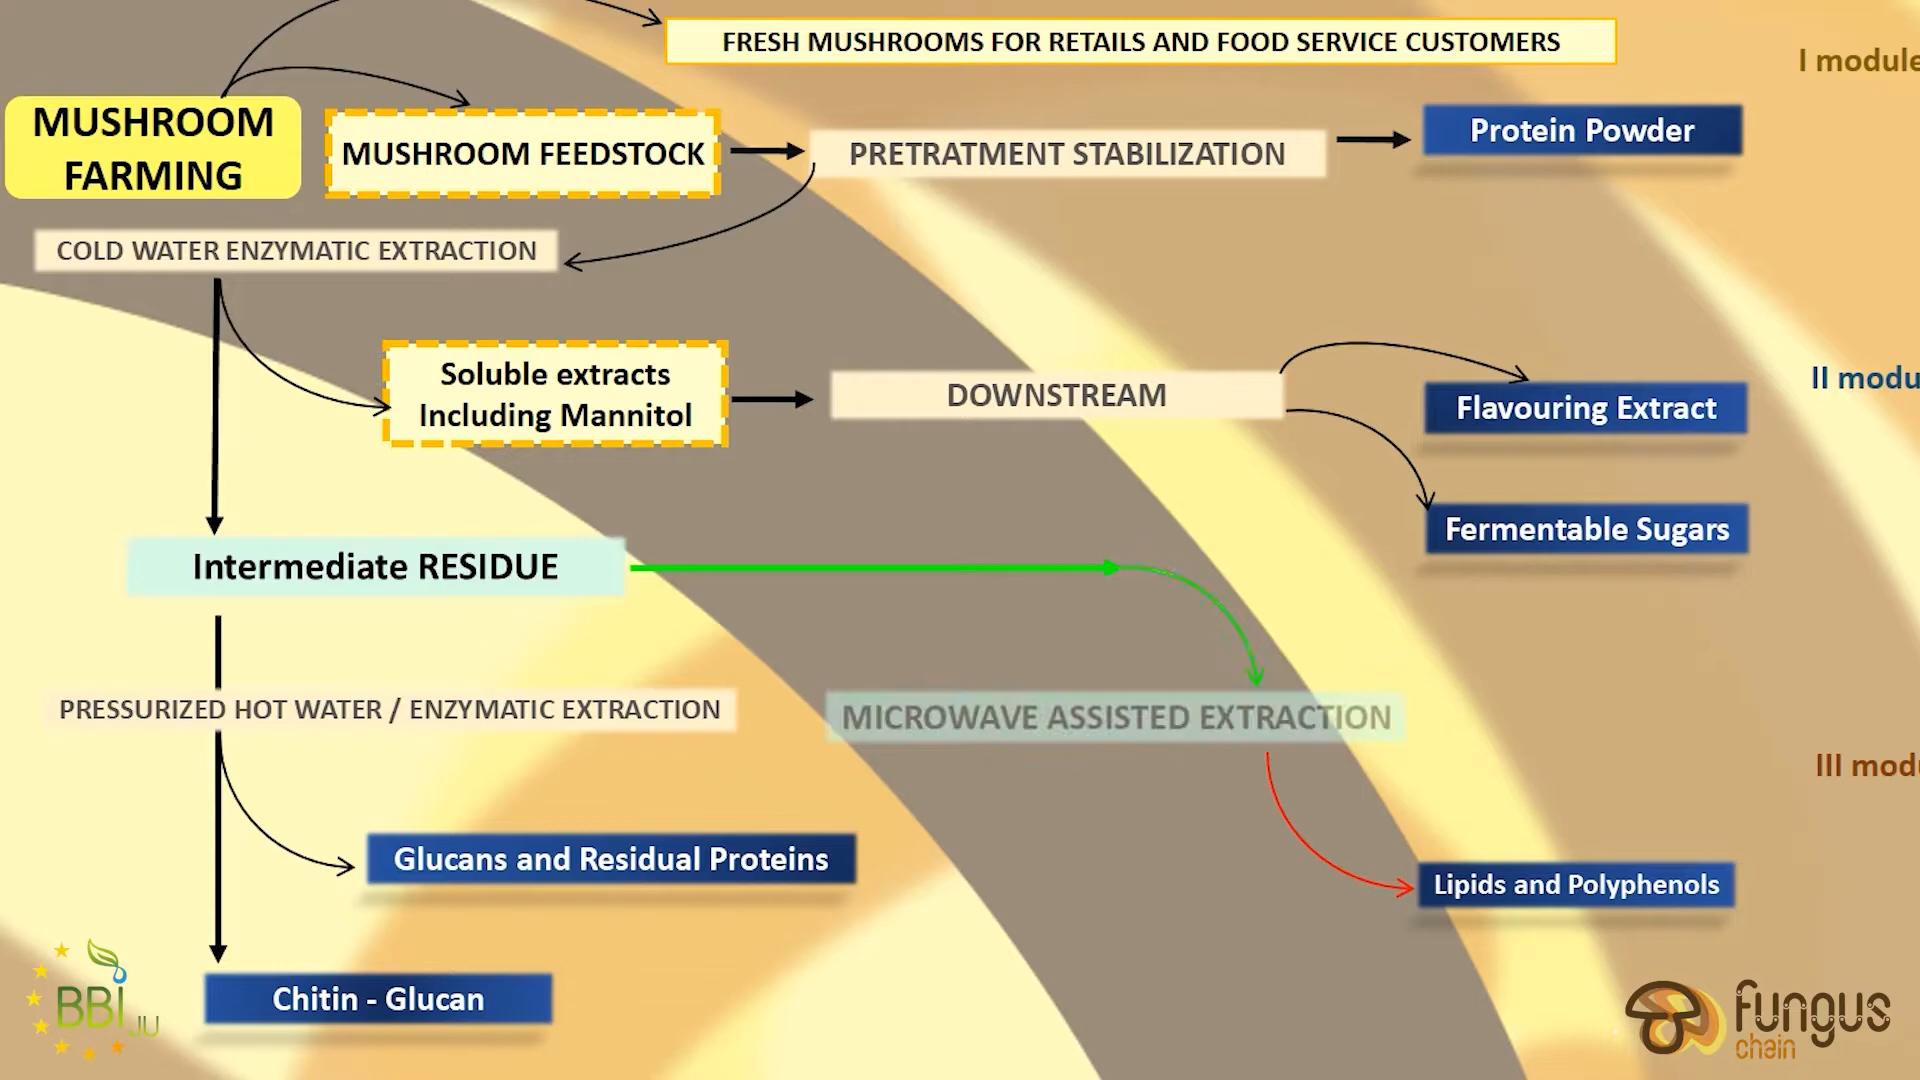 FRESH MUSHROOMS FOR RETAILS AND FOOD SERVICE CUSTOMERS
I module
MUSHROOM
FARMING
MUSHROOM FEEDSTOCK
PRETRATMENT STABILIZATION
Protein Powder
COLD WATER ENZYMATIC EXTRACTION
Soluble extracts
Including Mannitol
DOWNSTREAM
Flavouring Extract
II modu
Fermentable Sugars
Intermediate RESIDUE
PRESSURIZED HOT WATER / ENZYMATIC EXTRACTION
MICROWAVE ASSISTED EXTRACTION
III modu
Glucans and Residual Proteins
Lipids and Polyphenols
Chitin - Glucan
BBI JU
fungus
chain